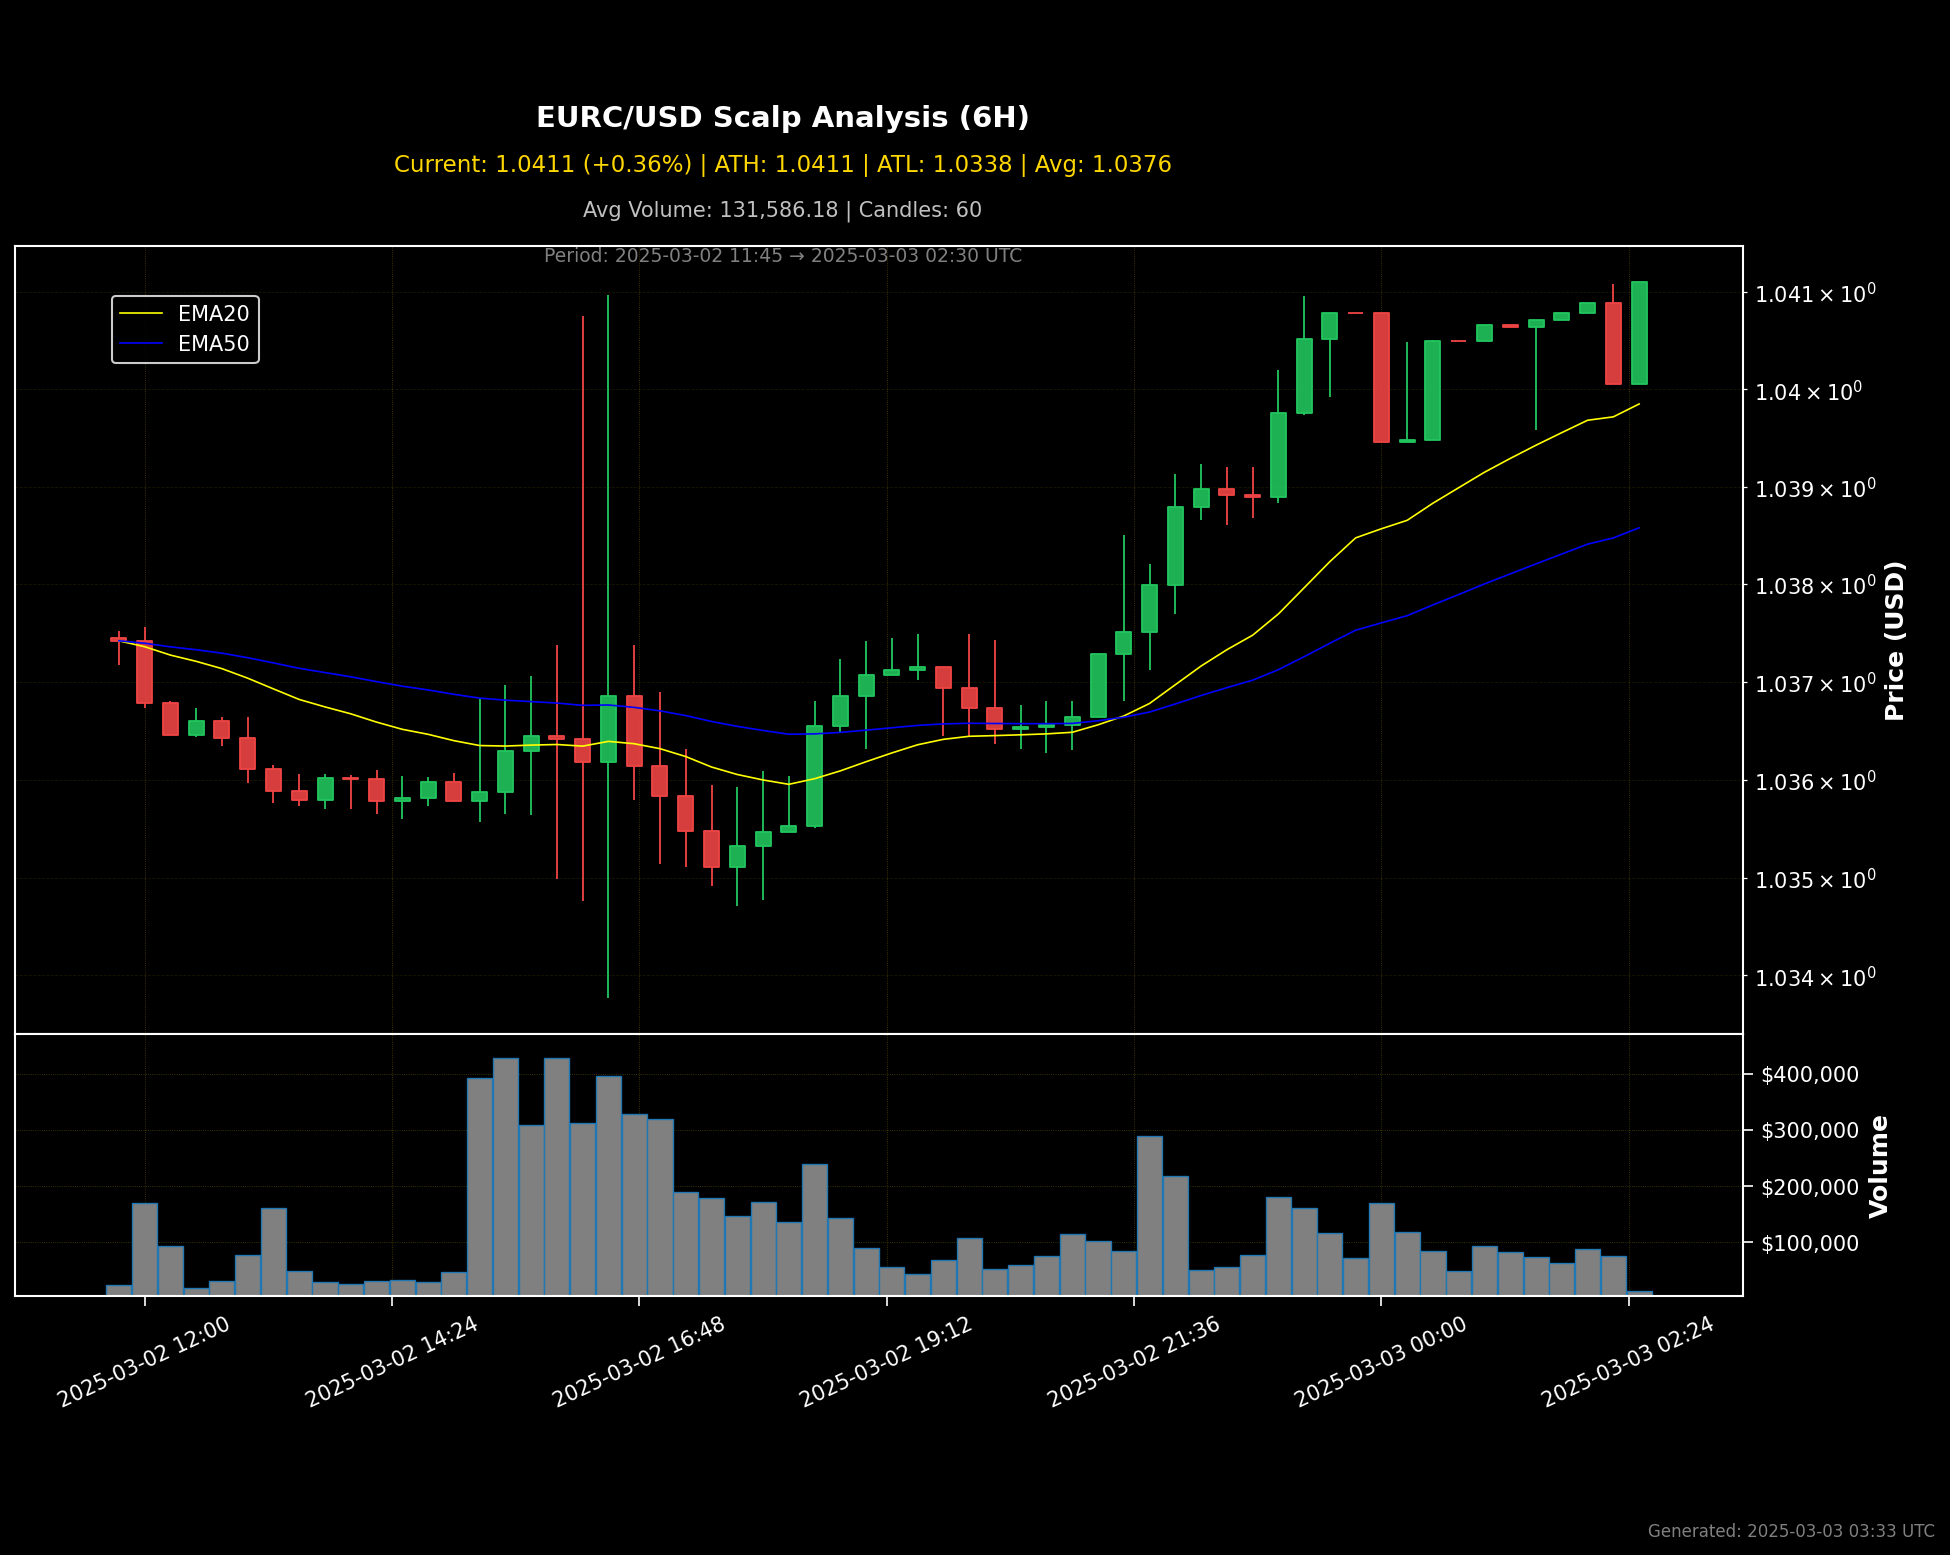 EURC/USD Scalp Analysis (6H)
Current: 1.0411 (+0.36%) | ATH: 1.0411 | ATL: 1.0338 | Avg: 1.0376
Avg Volume: 131,586.18 | Candles: 60
Period: 2025-03-02 11:45 → 2025-03-03 02:30 UTC
EMA20
EMA50
1.041 × 10⁰
1.04 × 10⁰
1.039 × 10⁰
1.038 × 10⁰
1.037 × 10⁰
1.036 × 10⁰
1.035 × 10⁰
1.034 × 10⁰
Price (USD)
$400,000
$300,000
$200,000
$100,000
Volume
2025-03-02 12:00
2025-03-02 14:24
2025-03-02 16:48
2025-03-02 19:12
2025-03-02 21:36
2025-03-03 00:00
2025-03-03 02:24
Generated: 2025-03-03 03:33 UTC